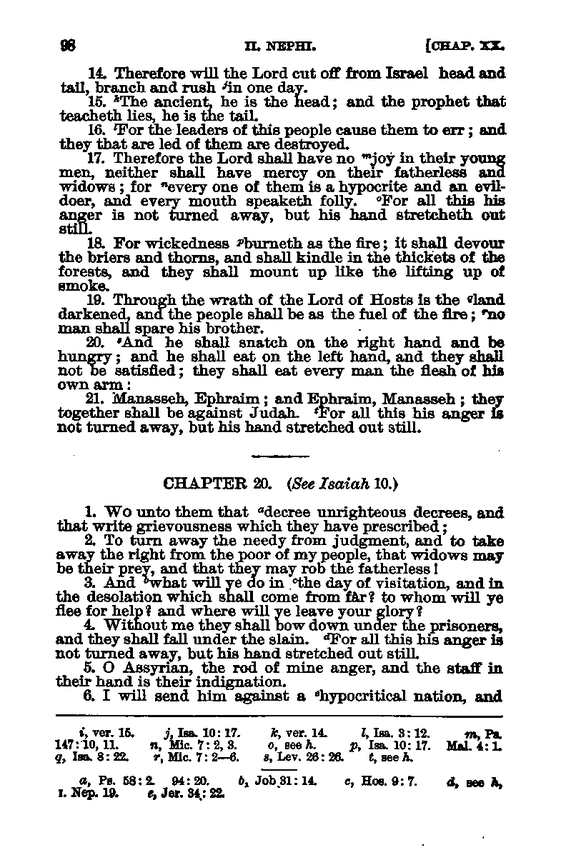 98 II. NEPHI. [CHAP. XX.
14. Therefore will the Lord cut off from Israel head and
tail, branch and rush ʲin one day.
15. ᵏThe ancient, he is the head; and the prophet that
teacheth lies, he is the tail.
16. ˡFor the leaders of this people cause them to err; and
they that are led of them are destroyed.
17. Therefore the Lord shall have no ᵐjoy in their young
men, neither shall have mercy on their fatherless and
widows; for ⁿevery one of them is a hypocrite and an evil-
doer, and every mouth speaketh folly. ᵒFor all this his
anger is not turned away, but his hand stretcheth out
still.
18. For wickedness ᵖburneth as the fire; it shall devour
the briers and thorns, and shall kindle in the thickets of the
forests, and they shall mount up like the lifting up of
smoke.
19. Through the wrath of the Lord of Hosts is the qland
darkened, and the people shall be as the fuel of the fire; ʳno
man shall spare his brother.
20. ˢAnd he shall snatch on the right hand and be
hungry; and he shall eat on the left hand, and they shall
not be satisfied; they shall eat every man the flesh of his
own arm:
21. Manasseh, Ephraim; and Ephraim, Manasseh; they
together shall be against Judah. ᵗFor all this his anger is
not turned away, but his hand stretched out still.
CHAPTER 20. (See Isaiah 10.)
1. Wo unto them that ᵃdecree unrighteous decrees, and
that write grievousness which they have prescribed;
2. To turn away the needy from judgment, and to take
away the right from the poor of my people, that widows may
be their prey, and that they may rob the fatherless!
3. And ᵇwhat will ye do in ᶜthe day of visitation, and in
the desolation which shall come from far? to whom will ye
flee for help? and where will ye leave your glory?
4. Without me they shall bow down under the prisoners,
and they shall fall under the slain. ᵈFor all this his anger is
not turned away, but his hand stretched out still.
5. O Assyrian, the rod of mine anger, and the staff in
their hand is their indignation.
6. I will send him against a ᵉhypocritical nation, and
i, ver. 15. j, Isa. 10:17. k, ver. 14. l, Isa. 3:12. m, Ps.
147:10, 11. n, Mic. 7:2, 3. o, see h. p, Isa. 10:17. Mal. 4:1.
q, Isa. 8:22. r, Mic. 7:2—6. s, Lev. 26:26. t, see h.
a, Ps. 58:2. 94:20. b, Job 31:14. c, Hos. 9:7. d, see h,
I. Nep. 19. e, Jer. 34:22.